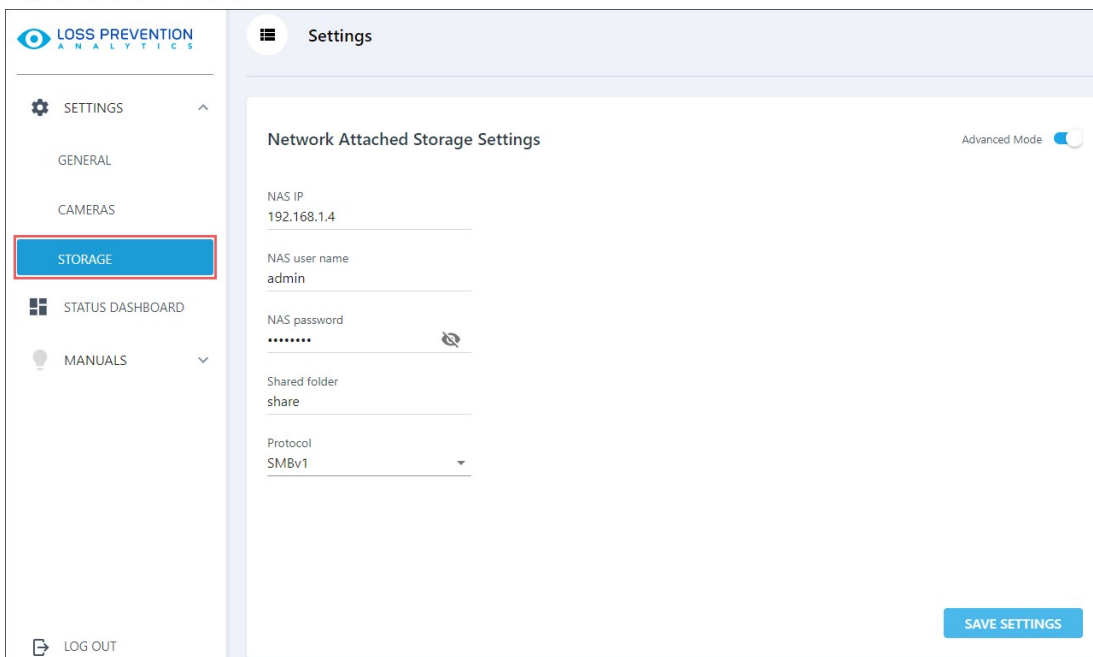 LOSS PREVENTION
ANALYTICS
SETTINGS
GENERAL
CAMERAS
STORAGE
STATUS DASHBOARD
MANUALS
LOG OUT
Settings
Network Attached Storage Settings
Advanced Mode
NAS IP
192.168.1.4
NAS user name
admin
NAS password
••••••••
Shared folder
share
Protocol
SMBv1
SAVE SETTINGS